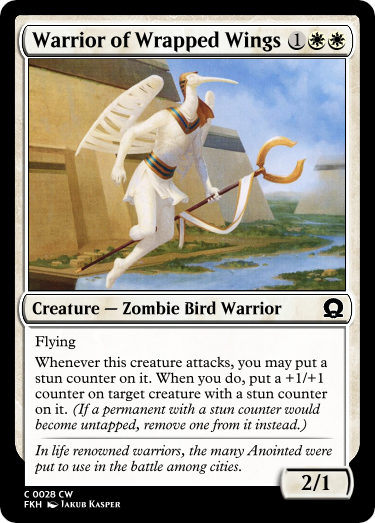 Warrior of Wrapped Wings 1
Creature — Zombie Bird Warrior
Flying
Whenever this creature attacks, you may put a
stun counter on it. When you do, put a +1/+1
counter on target creature with a stun counter
on it. (If a permanent with a stun counter
would become untapped, remove one from it instead.)
In life renowned warriors, the many Anointed were
put to use in the battle among cities.
2/1
C 0028 CW
FKH Jakub Kasper